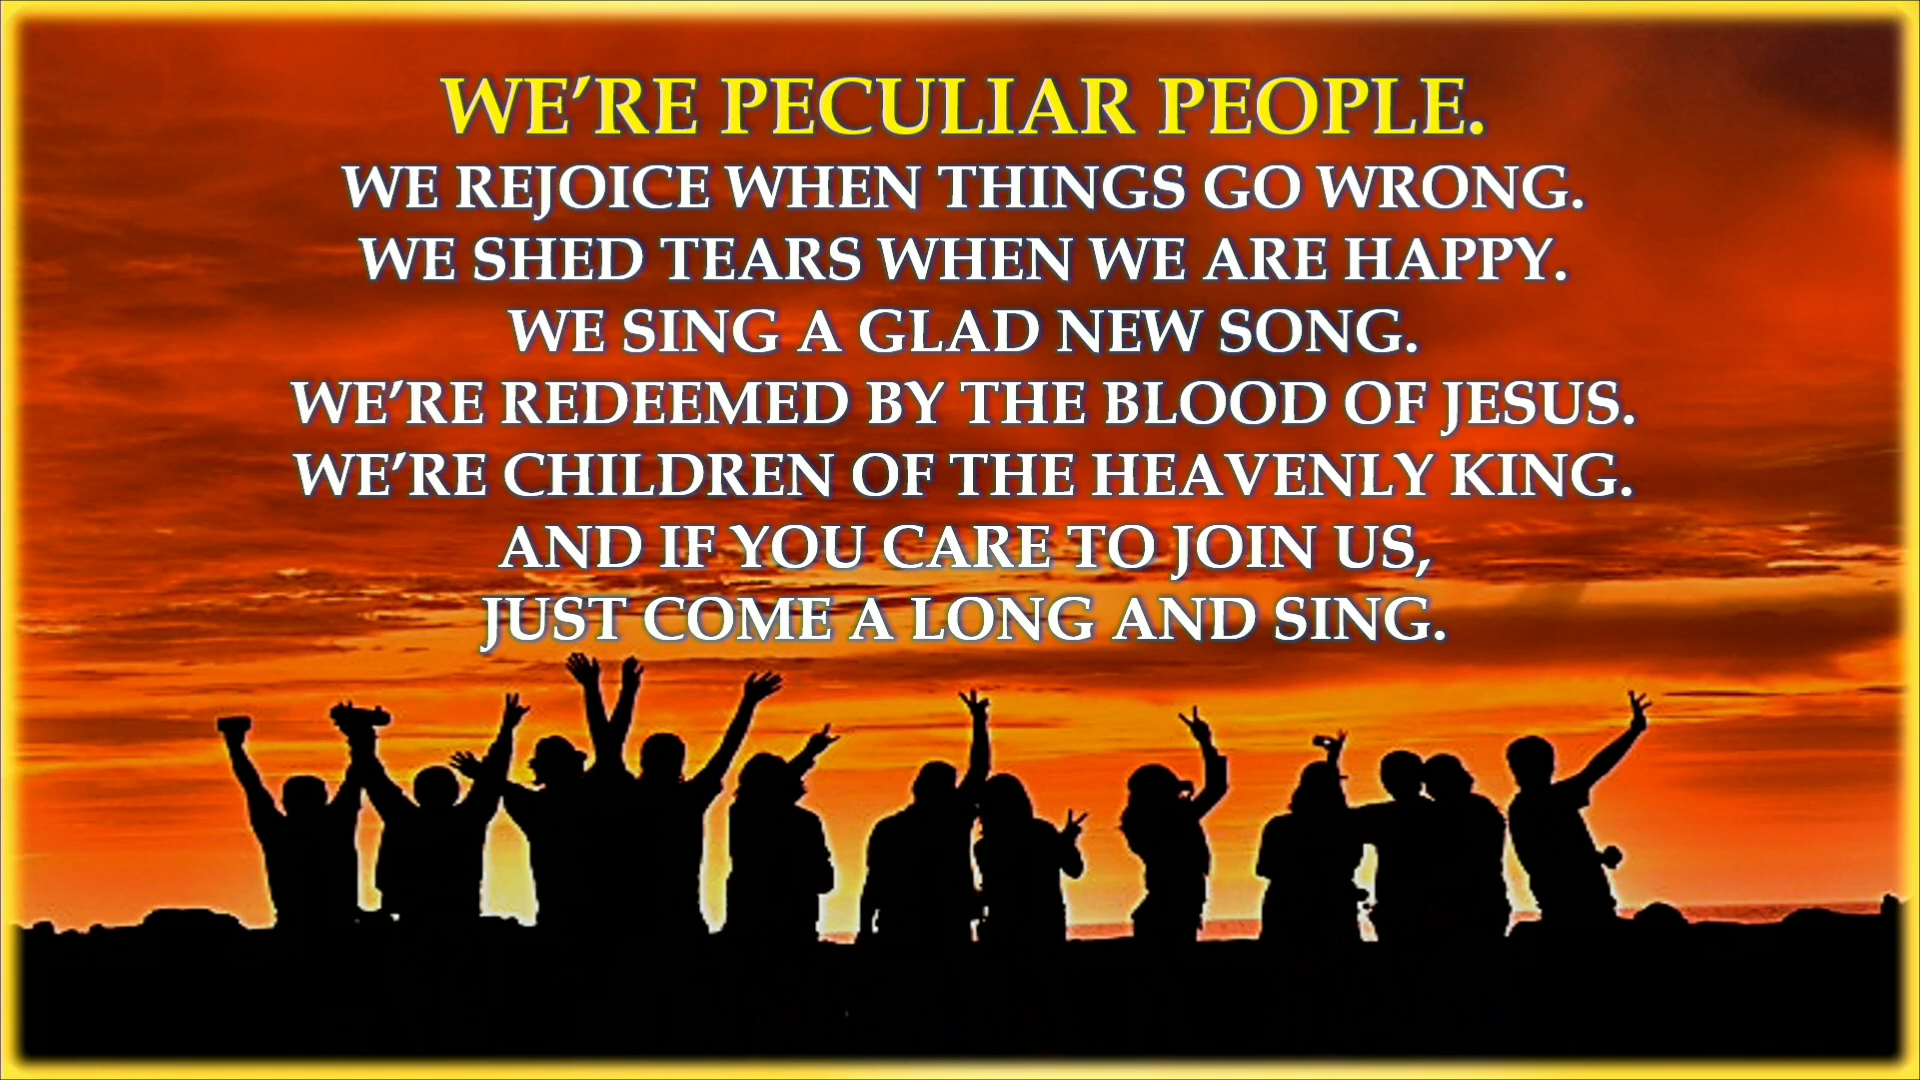 WE’RE PECULIAR PEOPLE.
WE REJOICE WHEN THINGS GO WRONG.
WE SHED TEARS WHEN WE ARE HAPPY.
WE SING A GLAD NEW SONG.
WE’RE REDEEMED BY THE BLOOD OF JESUS.
WE’RE CHILDREN OF THE HEAVENLY KING.
AND IF YOU CARE TO JOIN US,
JUST COME A LONG AND SING.